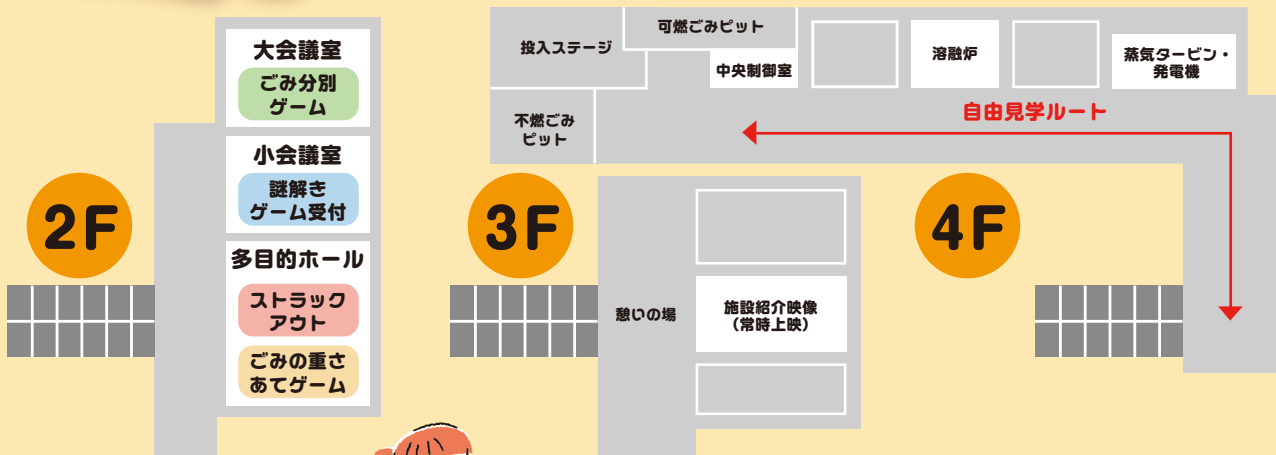 2F
大会議室
ごみ分別
ゲーム
小会議室
謎解き
ゲーム受付
多目的ホール
ストラック
アウト
ごみの重さ
あてゲーム
3F
憩いの場
施設紹介映像
(常時上映)
4F
投入ステージ
可燃ごみピット
中央制御室
溶融炉
蒸気タービン・
発電機
不燃ごみ
ピット
自由見学ルート